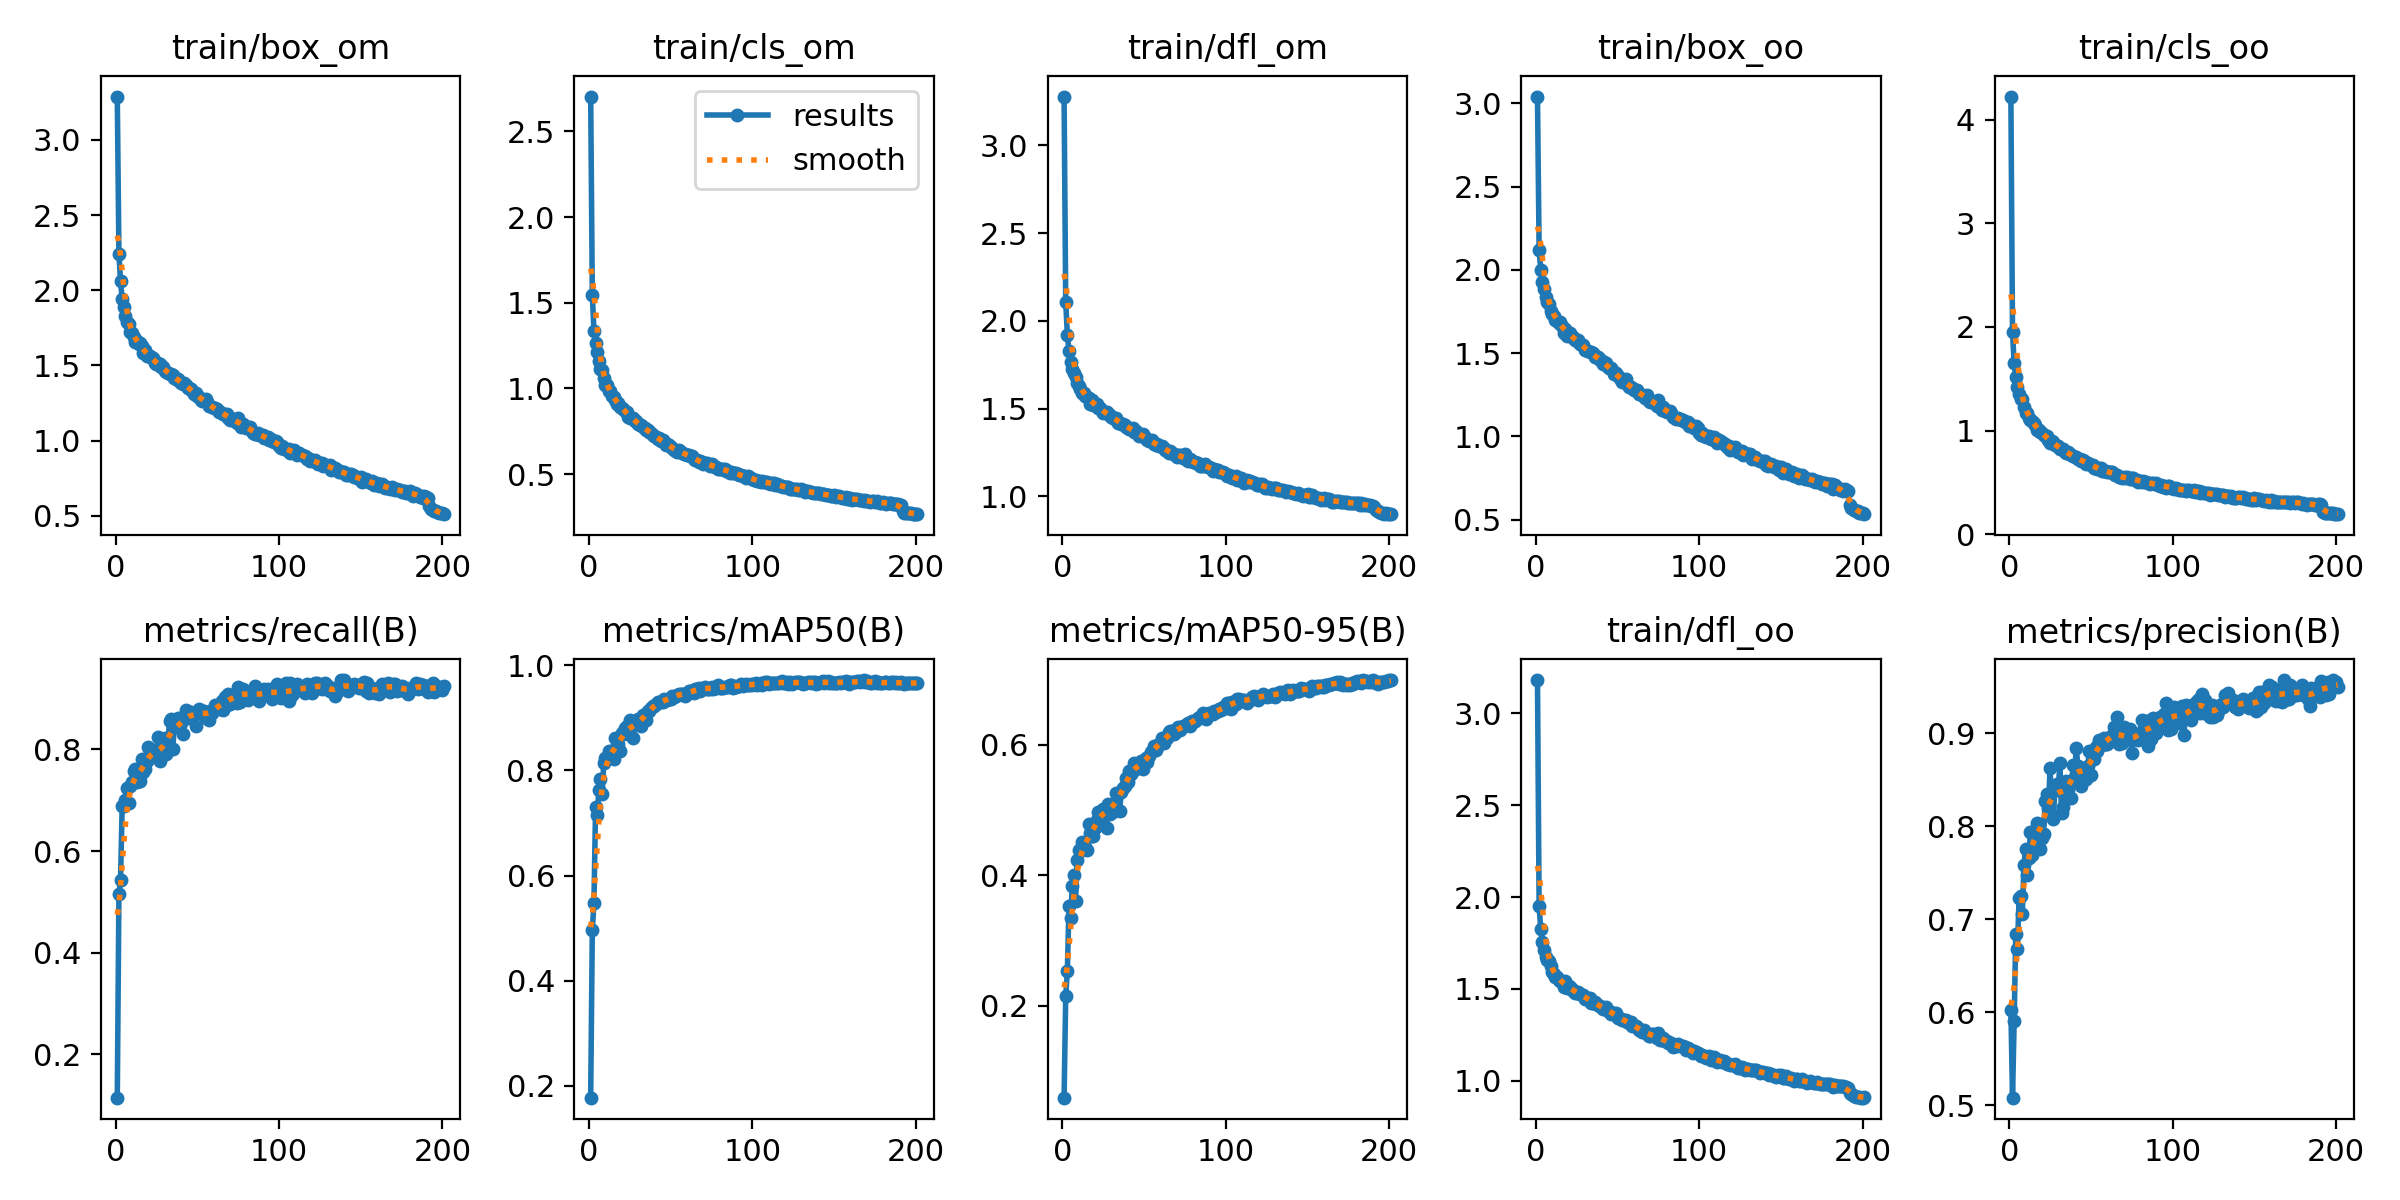 train/box_om
train/cls_om
train/dfl_om
train/box_oo
train/cls_oo
3.0
2.5
2.0
1.5
1.0
0.5
0 100 200
results
smooth
2.5
2.0
1.5
1.0
0.5
0 100 200
3.0
2.5
2.0
1.5
1.0
0 100 200
3.0
2.5
2.0
1.5
1.0
0.5
0 100 200
4
3
2
1
0
0 100 200
metrics/recall(B)
metrics/mAP50(B)
metrics/mAP50-95(B)
train/dfl_oo
metrics/precision(B)
0.8
0.6
0.4
0.2
0 100 200
1.0
0.8
0.6
0.4
0.2
0 100 200
0.6
0.4
0.2
0 100 200
3.0
2.5
2.0
1.5
1.0
0 100 200
0.9
0.8
0.7
0.6
0.5
0 100 200